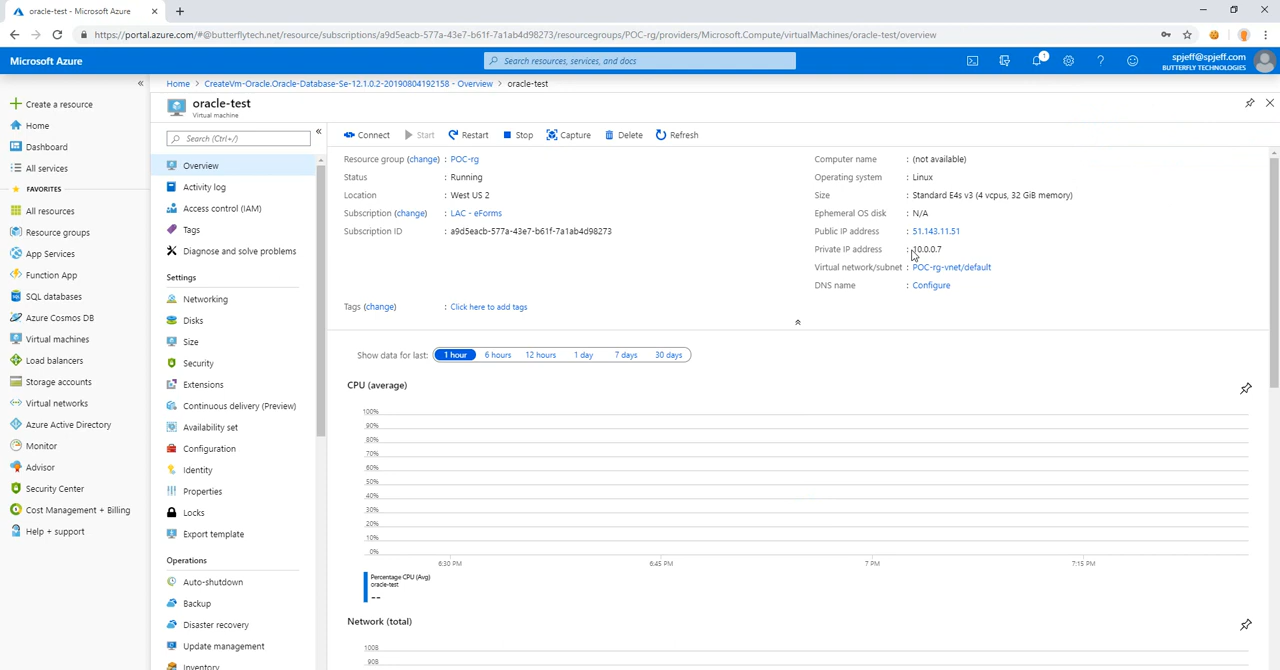 oracle-test - Microsoft Azure
https://portal.azure.com/#@butterflytech.net/resource/subscriptions/a9d5eacb-577a-43e7-b61f-7a1ab4d98273/resourcegroups/POC-rg/providers/Microsoft.Compute/virtualMachines/oracle-test/overview
Microsoft Azure
Search resources, services, and docs
1
spjeff@spjeff.com
BUTTERFLY TECHNOLOGIES
Home
CreateVm-Oracle.Oracle-Database-Se-12.1.0.2-20190804192158 - Overview
oracle-test
Create a resource
Home
Dashboard
All services
FAVORITES
All resources
Resource groups
App Services
Function App
SQL databases
Azure Cosmos DB
Virtual machines
Load balancers
Storage accounts
Virtual networks
Azure Active Directory
Monitor
Advisor
Security Center
Cost Management + Billing
Help + support
oracle-test
Virtual machine
Search (Ctrl+/)
Overview
Activity log
Access control (IAM)
Tags
Diagnose and solve problems
Settings
Networking
Disks
Size
Security
Extensions
Continuous delivery (Preview)
Availability set
Configuration
Identity
Properties
Locks
Export template
Operations
Auto-shutdown
Backup
Disaster recovery
Update management
Inventory
Connect Start Restart Stop Capture Delete Refresh
Resource group (change) : POC-rg
Status : Running
Location : West US 2
Subscription (change) : LAC - eForms
Subscription ID : a9d5eacb-577a-43e7-b61f-7a1ab4d98273
Computer name : (not available)
Operating system : Linux
Size : Standard E4s v3 (4 vcpus, 32 GiB memory)
Ephemeral OS disk : N/A
Public IP address : 51.143.11.51
Private IP address : 10.0.0.7
Virtual network/subnet : POC-rg-vnet/default
DNS name : Configure
Tags (change) : Click here to add tags
Show data for last: 1 hour 6 hours 12 hours 1 day 7 days 30 days
CPU (average)
100%
90%
80%
70%
60%
50%
40%
30%
20%
10%
0%
6:30 PM 6:45 PM 7 PM 7:15 PM
Percentage CPU (Avg)
oracle-test
--
Network (total)
100B
90B